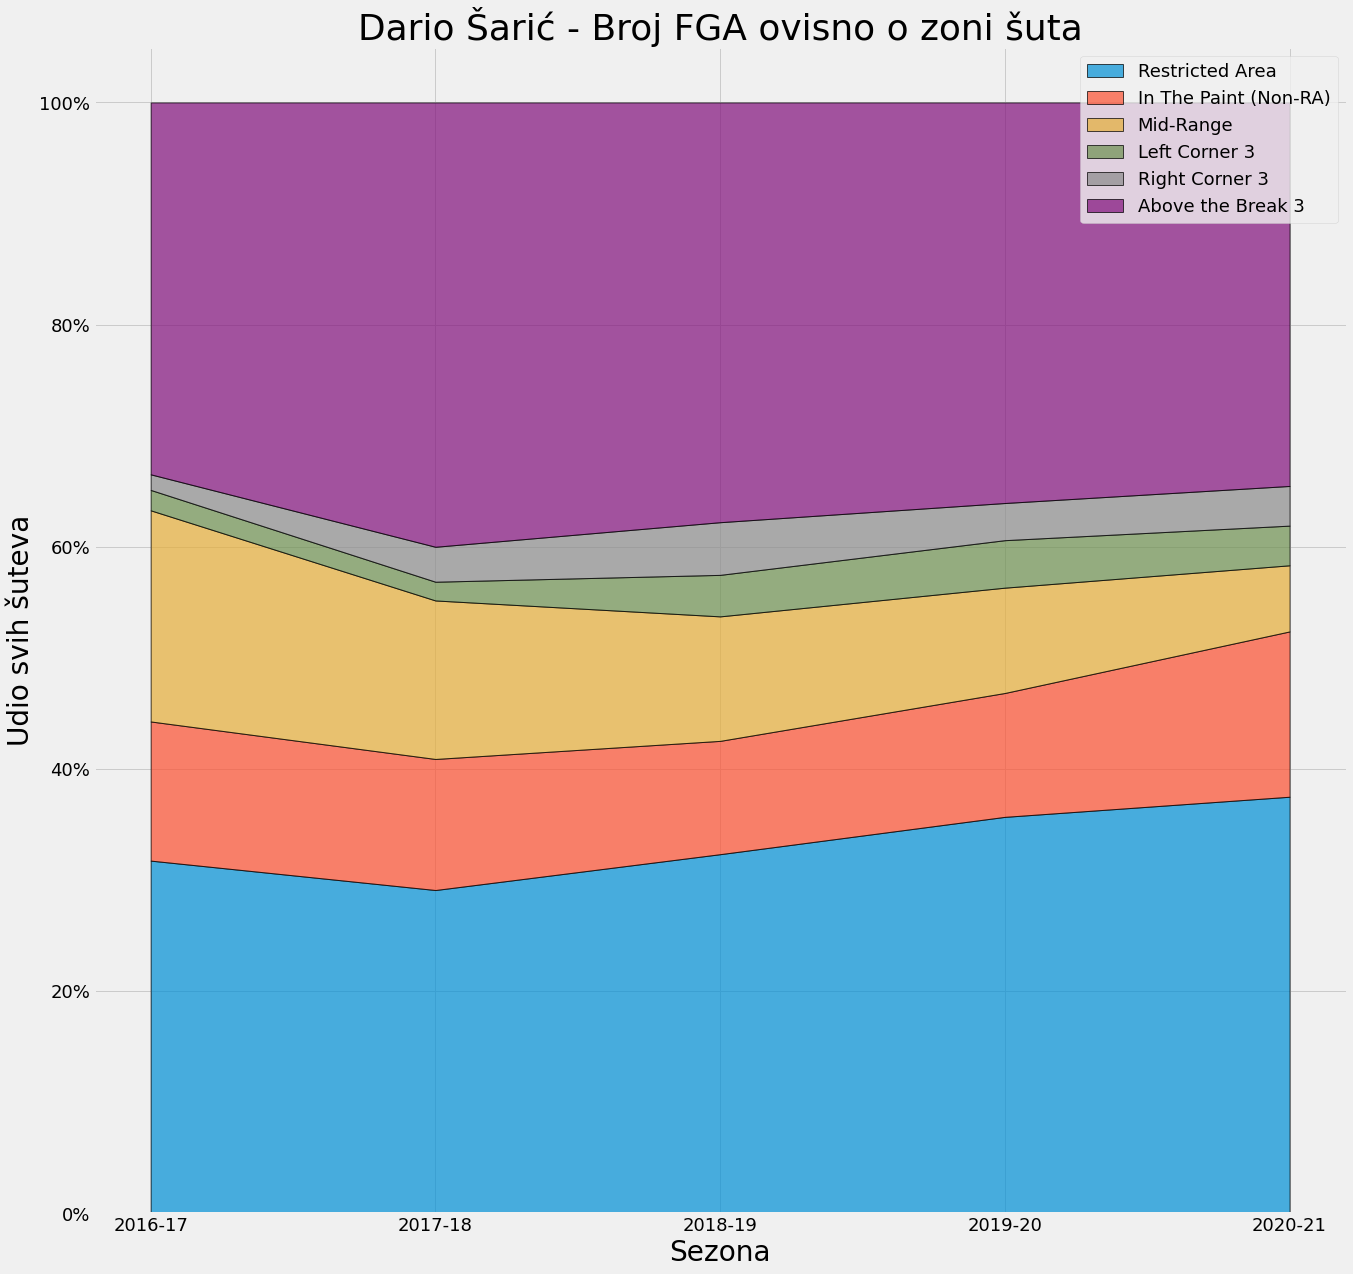 Dario Šarić - Broj FGA ovisno o zoni šuta
Restricted Area
In The Paint (Non-RA)
Mid-Range
Left Corner 3
Right Corner 3
Above the Break 3
100%
80%
60%
40%
20%
0%
Udio svih šuteva
2016-17
2017-18
2018-19
2019-20
2020-21
Sezona